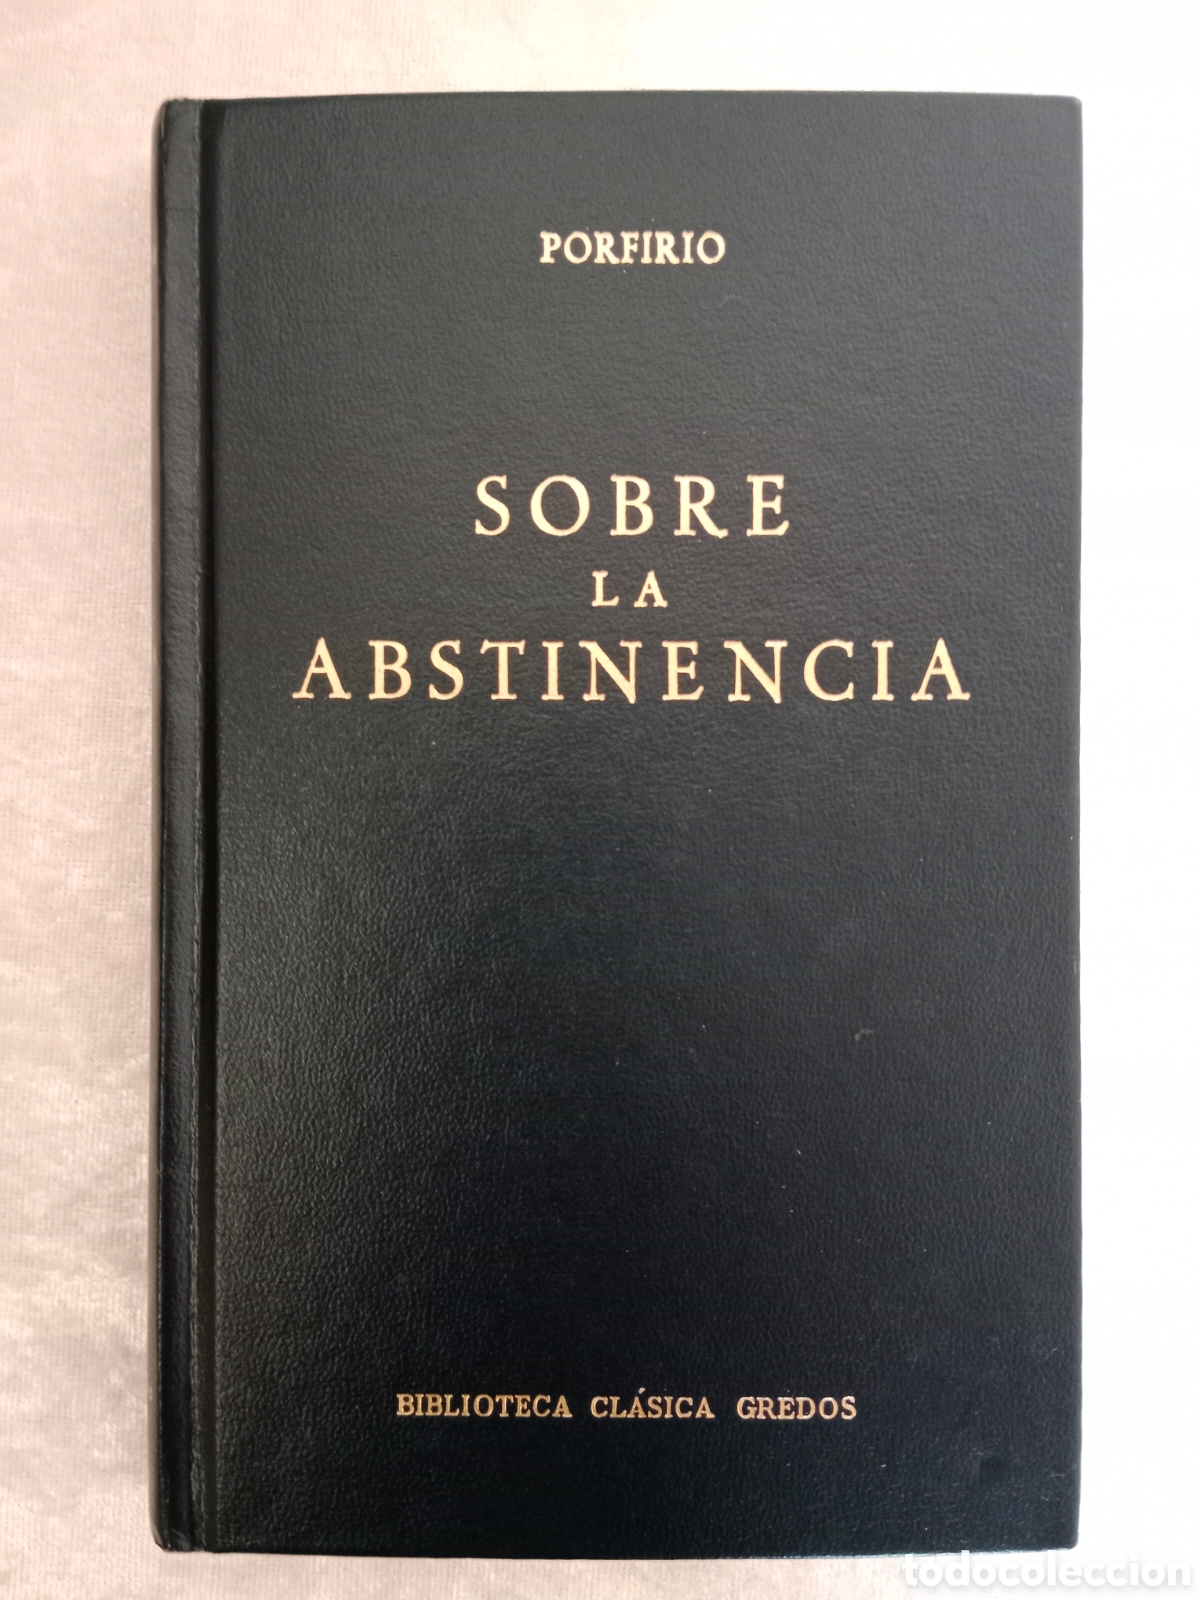 PORFIRIO
SOBRE
LA
ABSTINENCIA
BIBLIOTECA CLÁSICA GREDOS
todocoleccion